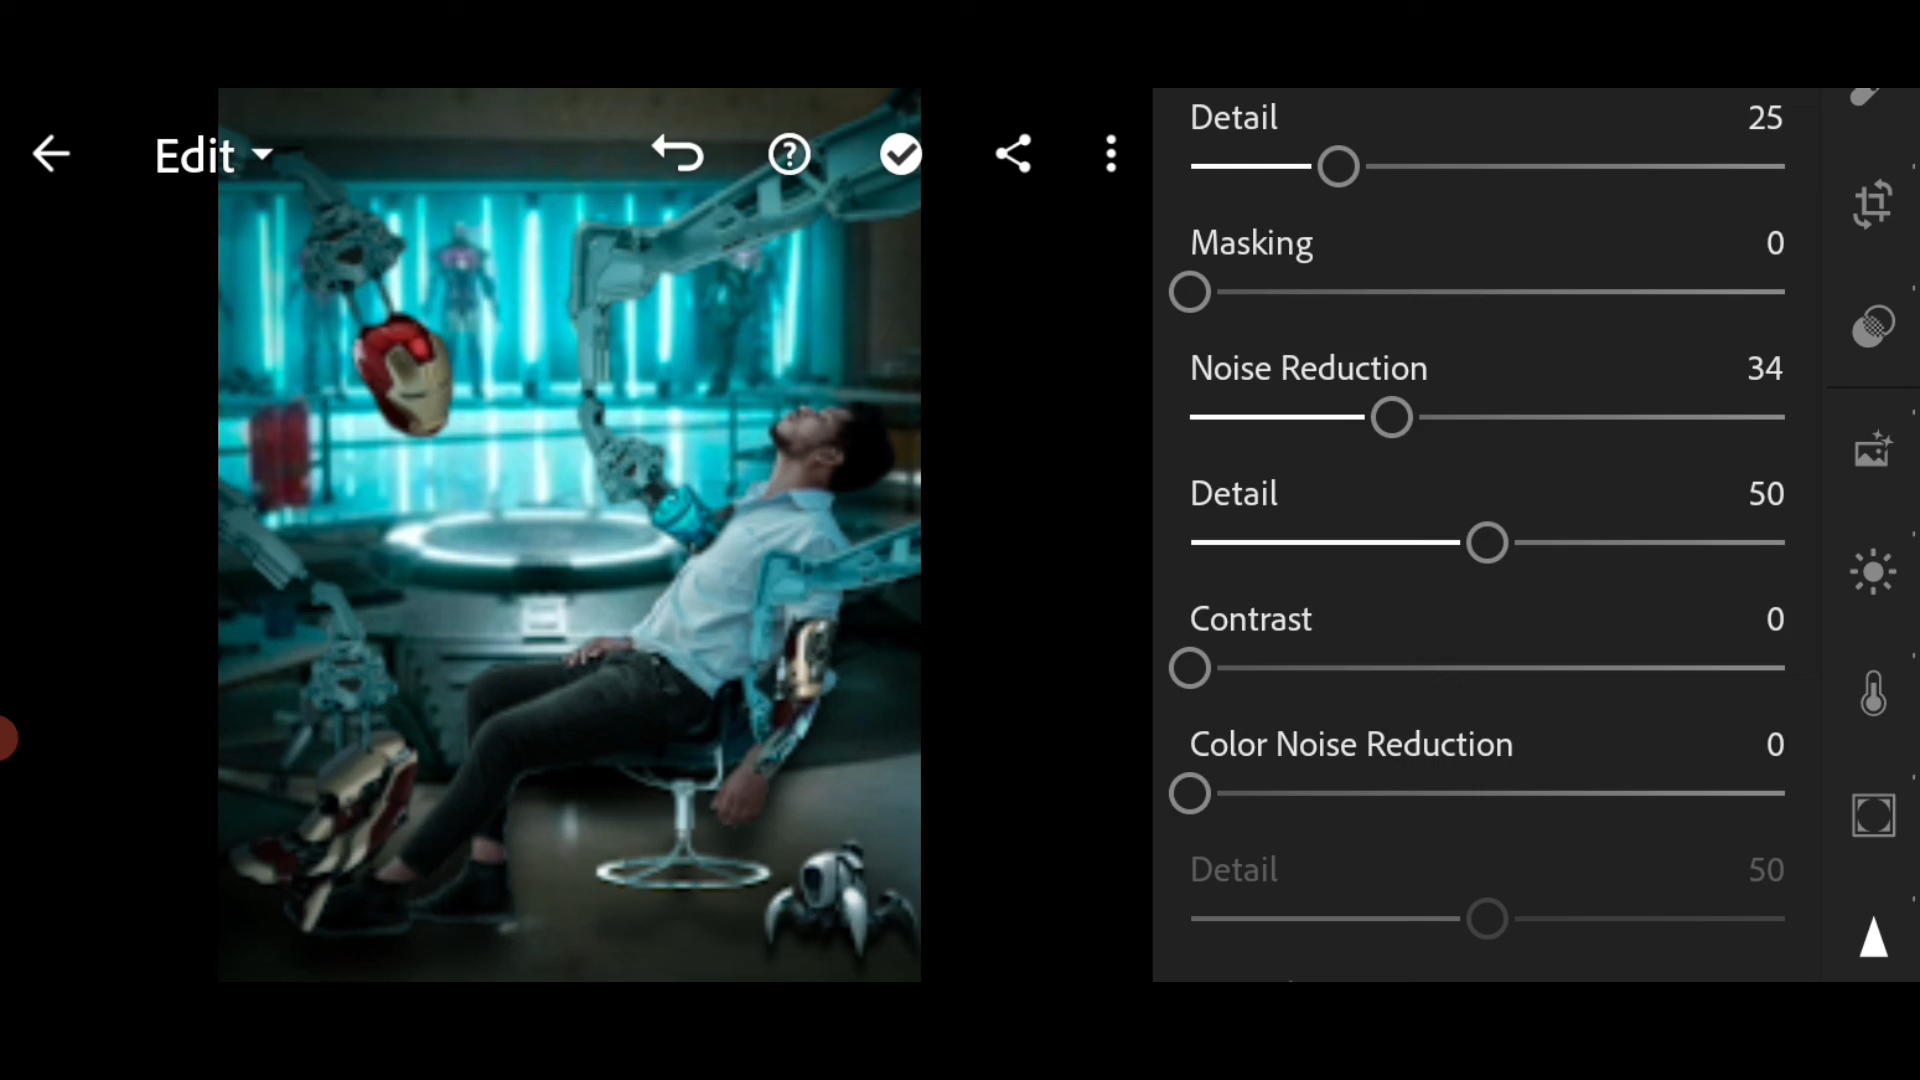 Edit
Detail 25
Masking 0
Noise Reduction 34
Detail 50
Contrast 0
Color Noise Reduction 0
Detail 50